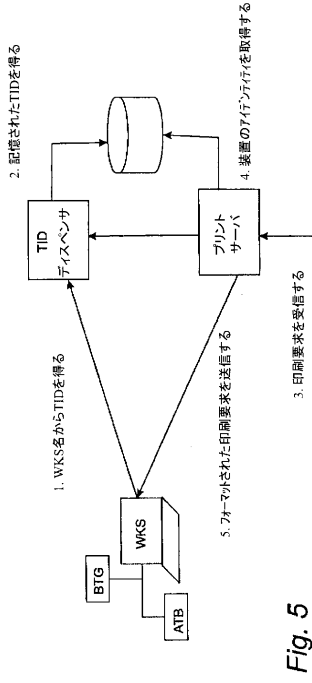 BTG
ATB
WKS
1. WKS名からTIDを得る
TID
ディスペンサ
2. 記憶されたTIDを得る
3. 印刷要求を受信する
プリント
サーバ
4. 装置のアイデンティティを取得する
5. フォーマットされた印刷要求を送信する
Fig. 5